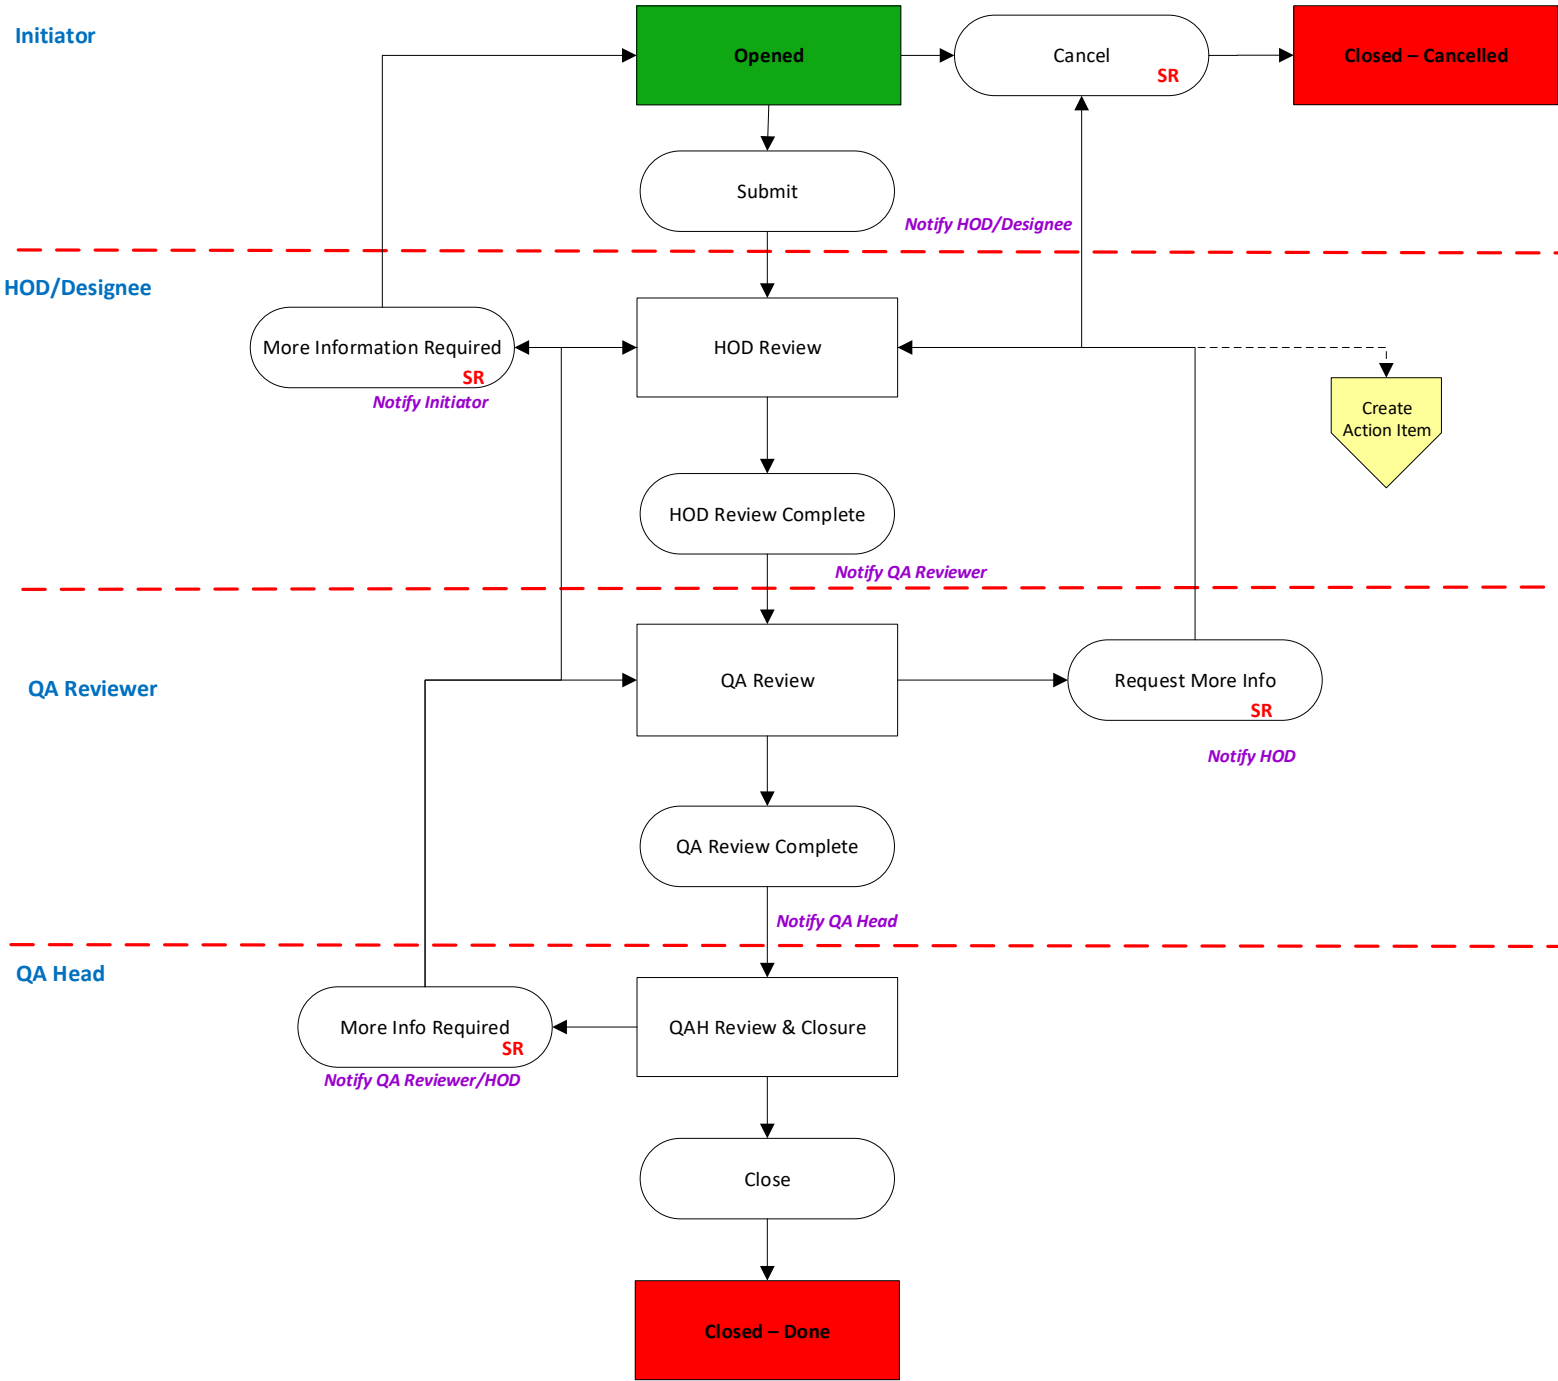 Initiator
Opened
Cancel
SR
Closed – Cancelled
Submit
Notify HOD/Designee
HOD/Designee
More Information Required
SR
Notify Initiator
HOD Review
Create
Action Item
HOD Review Complete
Notify QA Reviewer
QA Reviewer
QA Review
Request More Info
SR
Notify HOD
QA Review Complete
Notify QA Head
QA Head
More Info Required
SR
Notify QA Reviewer/HOD
QAH Review & Closure
Close
Closed – Done